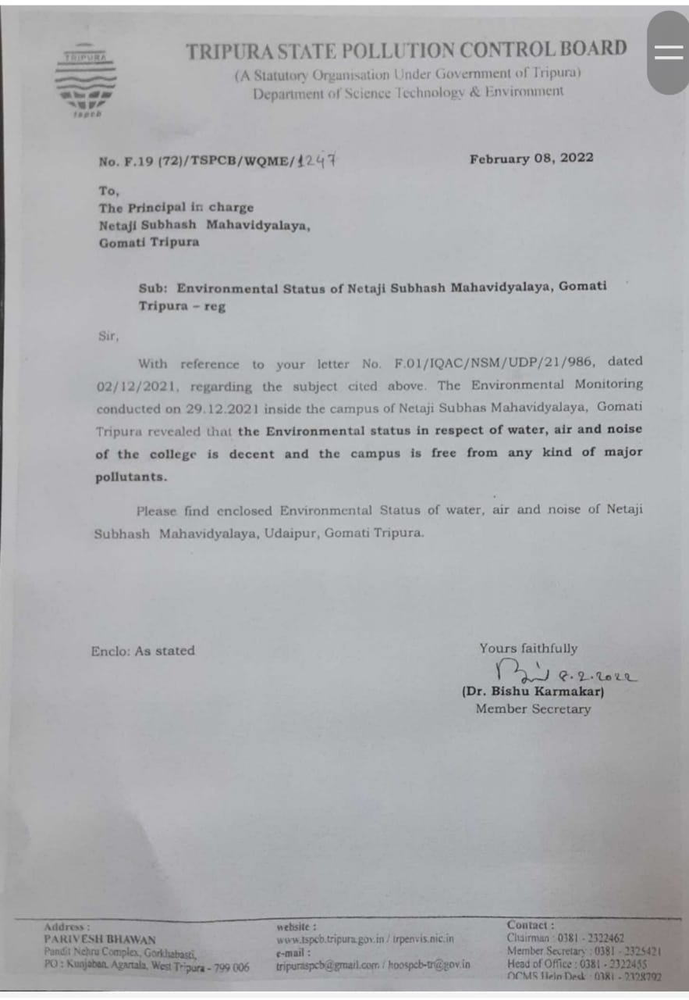 TRIPURA
tspcb
TRIPURA STATE POLLUTION CONTROL BOARD
(A Statutory Organisation Under Government of Tripura)
Department of Science Technology & Environment
No. F.19 (72)/TSPCB/WQME/1247
February 08, 2022
To,
The Principal in charge
Netaji Subhash Mahavidyalaya,
Gomati Tripura
Sub: Environmental Status of Netaji Subhash Mahavidyalaya, Gomati
Tripura – reg
Sir,
With reference to your letter No. F.01/IQAC/NSM/UDP/21/986, dated
02/12/2021, regarding the subject cited above. The Environmental Monitoring
conducted on 29.12.2021 inside the campus of Netaji Subhas Mahavidyalaya, Gomati
Tripura revealed that the Environmental status in respect of water, air and noise
of the college is decent and the campus is free from any kind of major
pollutants.
Please find enclosed Environmental Status of water, air and noise of Netaji
Subhash Mahavidyalaya, Udaipur, Gomati Tripura.
Enclo: As stated
Yours faithfully
8.2.2022
(Dr. Bishu Karmakar)
Member Secretary
Address :
PARIVESH BHAWAN
Pandit Nehru Complex, Gorkhabasti,
PO : Kunjaban, Agartala, West Tripura - 799 006
website :
www.tspcb.tripura.gov.in / trpenvis.nic.in
e-mail :
tripuraspcb@gmail.com / hoospcb-tr@gov.in
Contact :
Chairman : 0381 - 2322462
Member Secretary : 0381 - 2325421
Head of Office : 0381 - 2322455
OCMS Help Desk : 0381 - 2328792